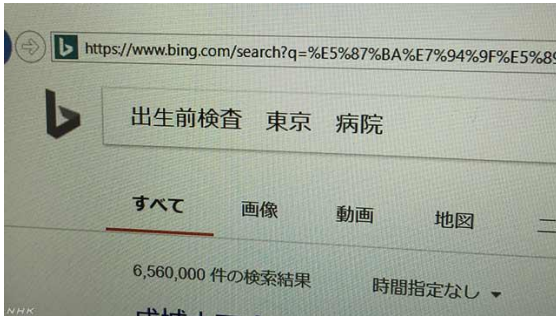 https://www.bing.com/search?q=%E5%87%BA%E7%94%9F%E5%89
出生前検査　東京　病院
すべて　画像　動画　地図
6,560,000 件の検索結果　時間指定なし
NHK